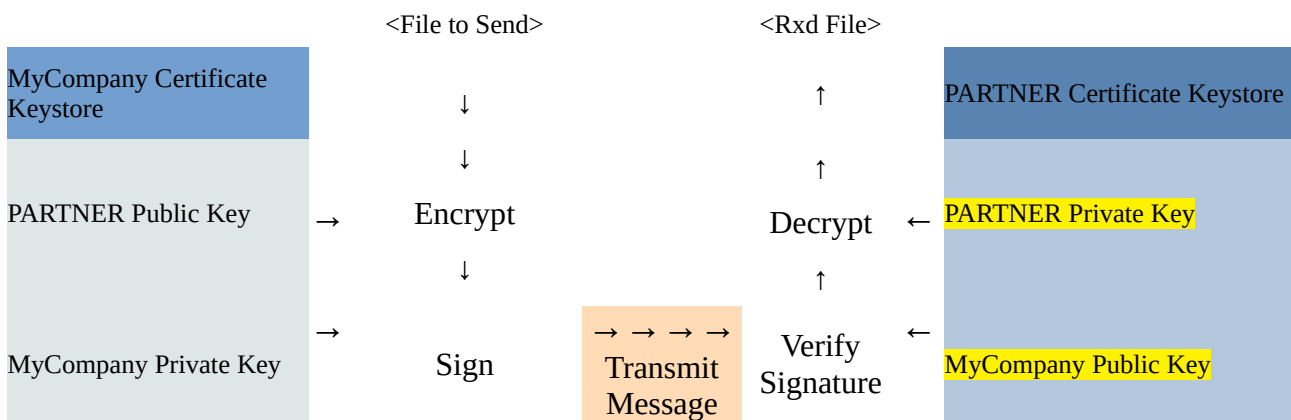 <File to Send>
<Rxd File>
MyCompany Certificate
Keystore
↓
↑
PARTNER Certificate Keystore
↓
↑
PARTNER Public Key
→
Encrypt
Decrypt
←
PARTNER Private Key
↓
↑
MyCompany Private Key
→
Sign
→ → → →
Transmit
Message
Verify
Signature
←
MyCompany Public Key